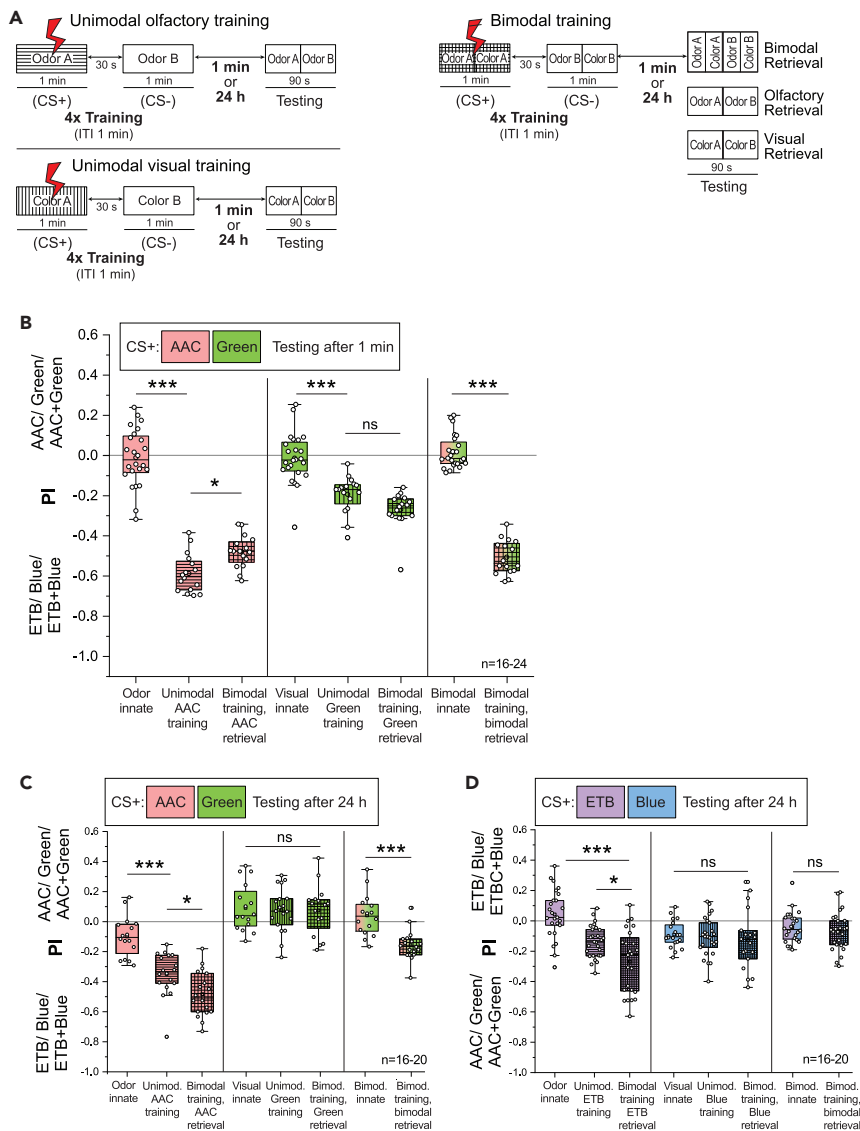 A
Unimodal olfactory training
Odor A
Odor B
Odor A
Odor B
30 s
1 min
1 min
1 min
or
24 h
90 s
(CS+)
(CS-)
Testing
4x Training
(ITI 1 min)
Unimodal visual training
Color A
Color B
Color A
Color B
30 s
1 min
1 min
1 min
or
24 h
90 s
(CS+)
(CS-)
Testing
4x Training
(ITI 1 min)
Bimodal training
Odor A
Color A
Odor B
Color B
30 s
1 min
1 min
1 min
or
24 h
(CS+)
(CS-)
4x Training
(ITI 1 min)
Odor A
Color A
Odor B
Color B
Bimodal
Retrieval
Odor A
Odor B
Olfactory
Retrieval
Color A
Color B
Visual
Retrieval
90 s
Testing
B
CS+: AAC Green Testing after 1 min
AAC/ Green/
AAC+Green
PI
ETB/ Blue/
ETB+Blue
0.6
0.4
0.2
0.0
-0.2
-0.4
-0.6
-0.8
-1.0
***
*
***
ns
***
n=16-24
Odor
innate
Unimodal
AAC
training
Bimodal
training,
AAC
retrieval
Visual
innate
Unimodal
Green
training
Bimodal
training,
Green
retrieval
Bimodal
innate
Bimodal
training,
bimodal
retrieval
C
CS+: AAC Green Testing after 24 h
AAC/ Green/
AAC+Green
PI
ETB/ Blue/
ETB+Blue
0.6
0.4
0.2
0.0
-0.2
-0.4
-0.6
-0.8
-1.0
***
*
ns
***
n=16-20
Odor
innate
Unimod.
AAC
training
Bimodal
training,
AAC
retrieval
Visual
innate
Unimod.
Green
training
Bimod.
training,
Green
retrieval
Bimod.
innate
Bimod.
training,
bimodal
retrieval
D
CS+: ETB Blue Testing after 24 h
ETB/ Blue/
ETBC+Blue
PI
AAC/ Green/
AAC+Green
0.6
0.4
0.2
0.0
-0.2
-0.4
-0.6
-0.8
-1.0
***
*
ns
ns
n=16-20
Odor
innate
Unimod.
ETB
training
Bimodal
training
ETB
retrieval
Visual
innate
Unimod.
Blue
training
Bimod.
training,
Blue
retrieval
Bimod.
innate
Bimod.
training,
bimodal
retrieval